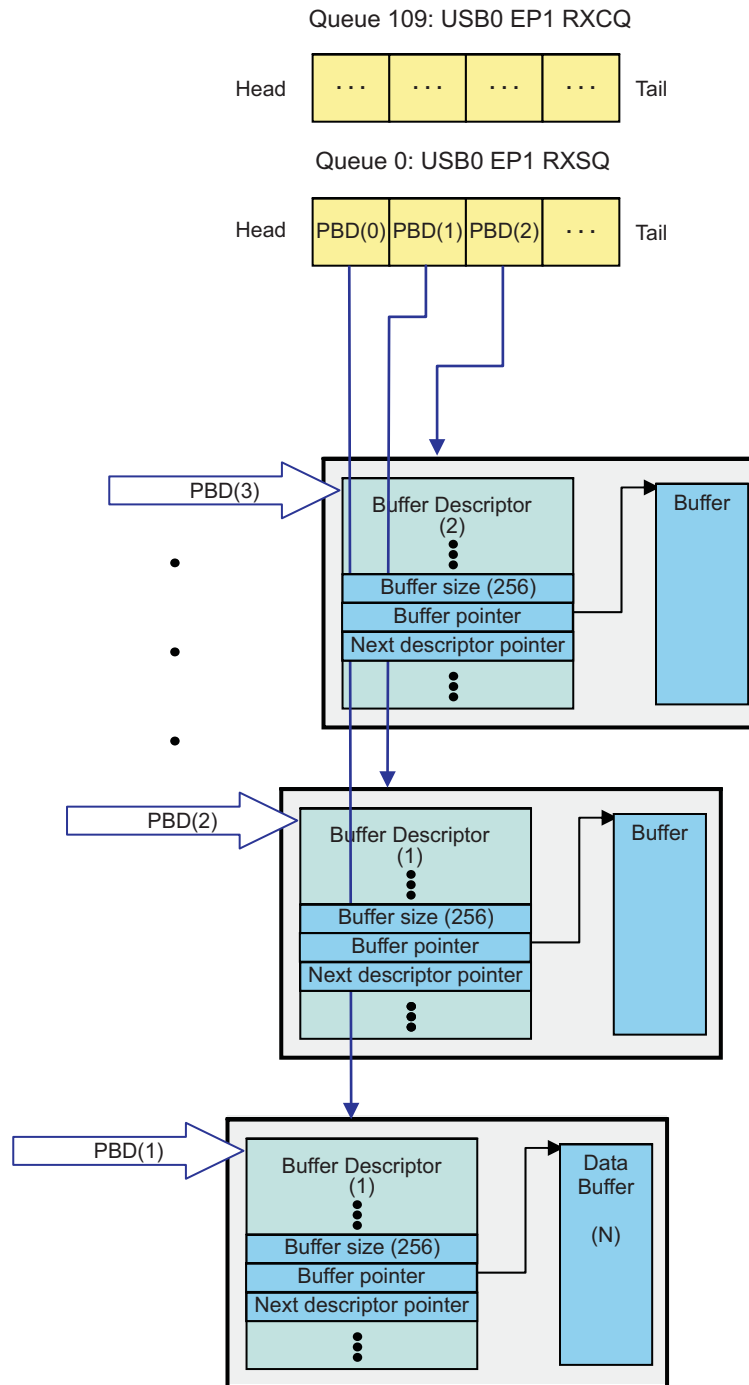 Queue 109: USB0 EP1 RXCQ
Head ... ... ... ... Tail
Queue 0: USB0 EP1 RXSQ
Head PBD(0) PBD(1) PBD(2) ... Tail
PBD(3)
Buffer Descriptor
(2)
Buffer size (256)
Buffer pointer
Next descriptor pointer
Buffer
PBD(2)
Buffer Descriptor
(1)
Buffer size (256)
Buffer pointer
Next descriptor pointer
Buffer
PBD(1)
Buffer Descriptor
(1)
Buffer size (256)
Buffer pointer
Next descriptor pointer
Data
Buffer
(N)